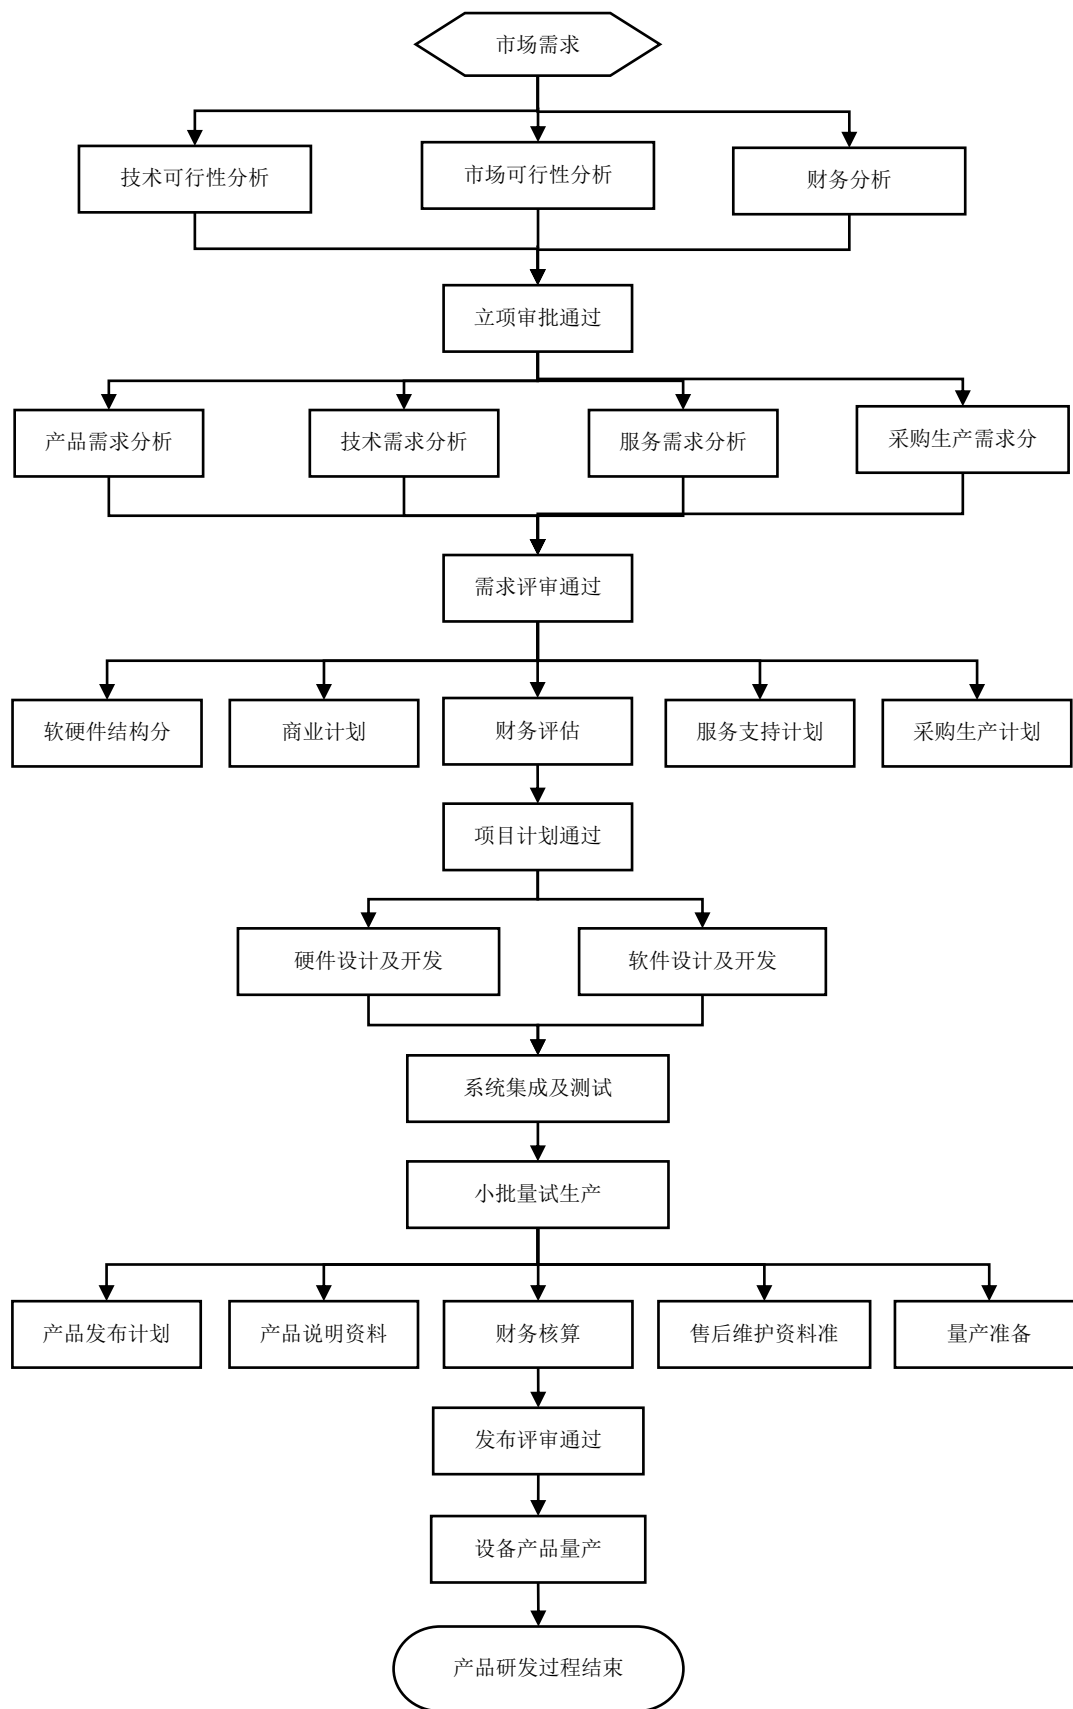 市场需求
技术可行性分析
市场可行性分析
财务分析
立项审批通过
产品需求分析
技术需求分析
服务需求分析
采购生产需求分
需求评审通过
软硬件结构分
商业计划
财务评估
服务支持计划
采购生产计划
项目计划通过
硬件设计及开发
软件设计及开发
系统集成及测试
小批量试生产
产品发布计划
产品说明资料
财务核算
售后维护资料准
量产准备
发布评审通过
设备产品量产
产品研发过程结束